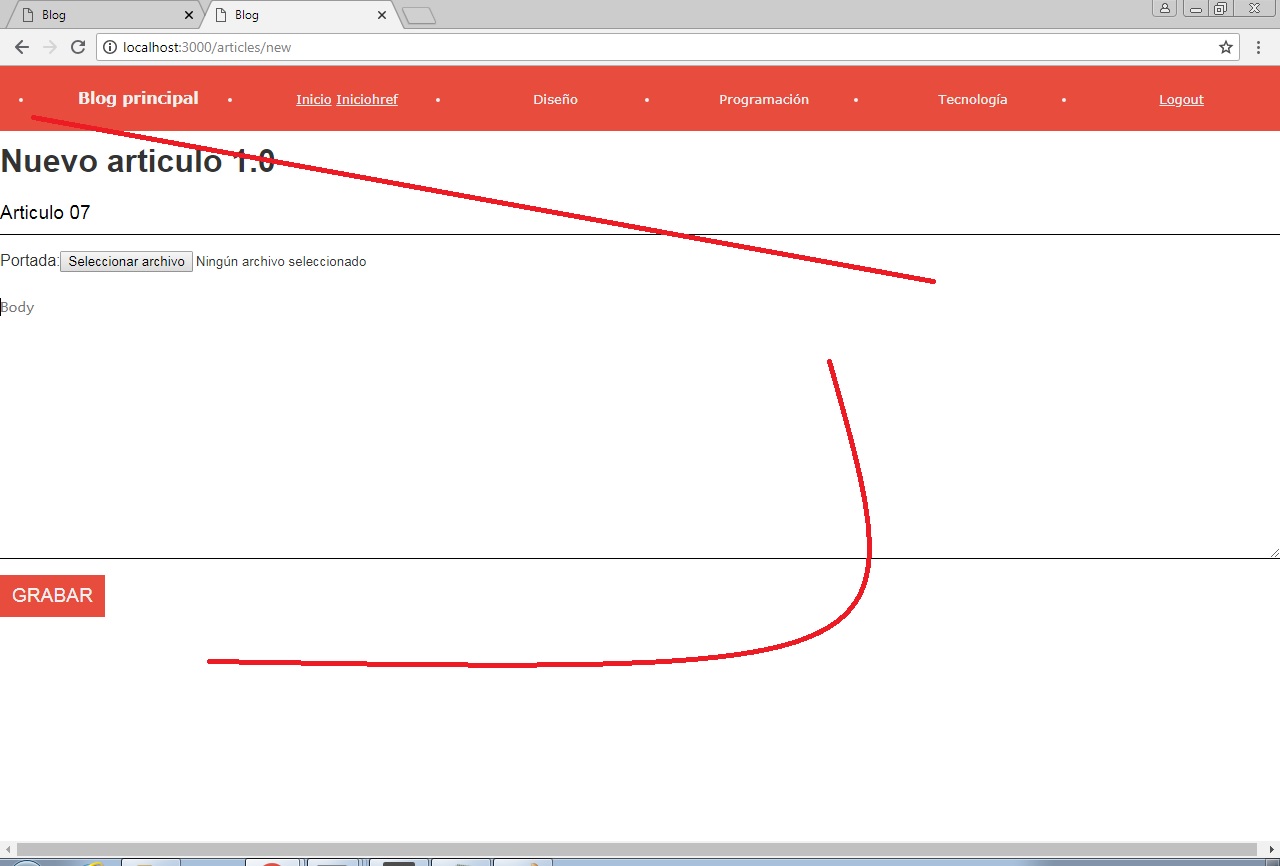 Blog
Blog
localhost:3000/articles/new
Blog principal Inicio Iniciohref Diseño Programación Tecnología Logout
Nuevo articulo 1.0
Articulo 07
Portada: Seleccionar archivo Ningún archivo seleccionado
Body
GRABAR